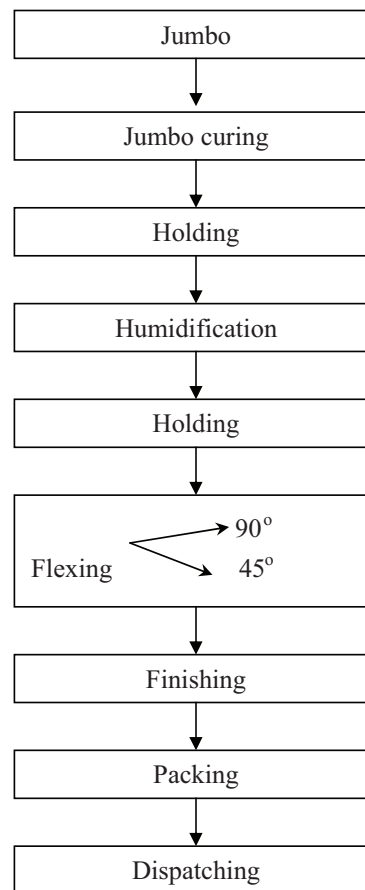 Jumbo
Jumbo curing
Holding
Humidification
Holding
90°
Flexing 45°
Finishing
Packing
Dispatching